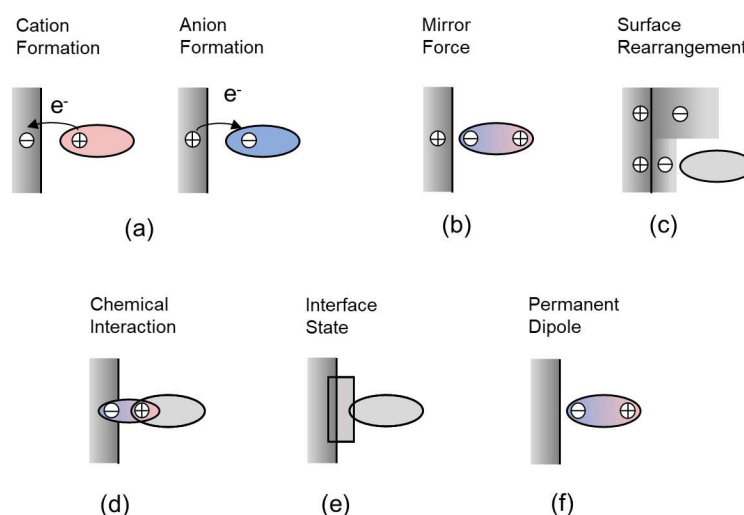 Cation
Formation
Anion
Formation
Mirror
Force
Surface
Rearrangement
e-
e-
(a)
(b)
(c)
Chemical
Interaction
Interface
State
Permanent
Dipole
(d)
(e)
(f)